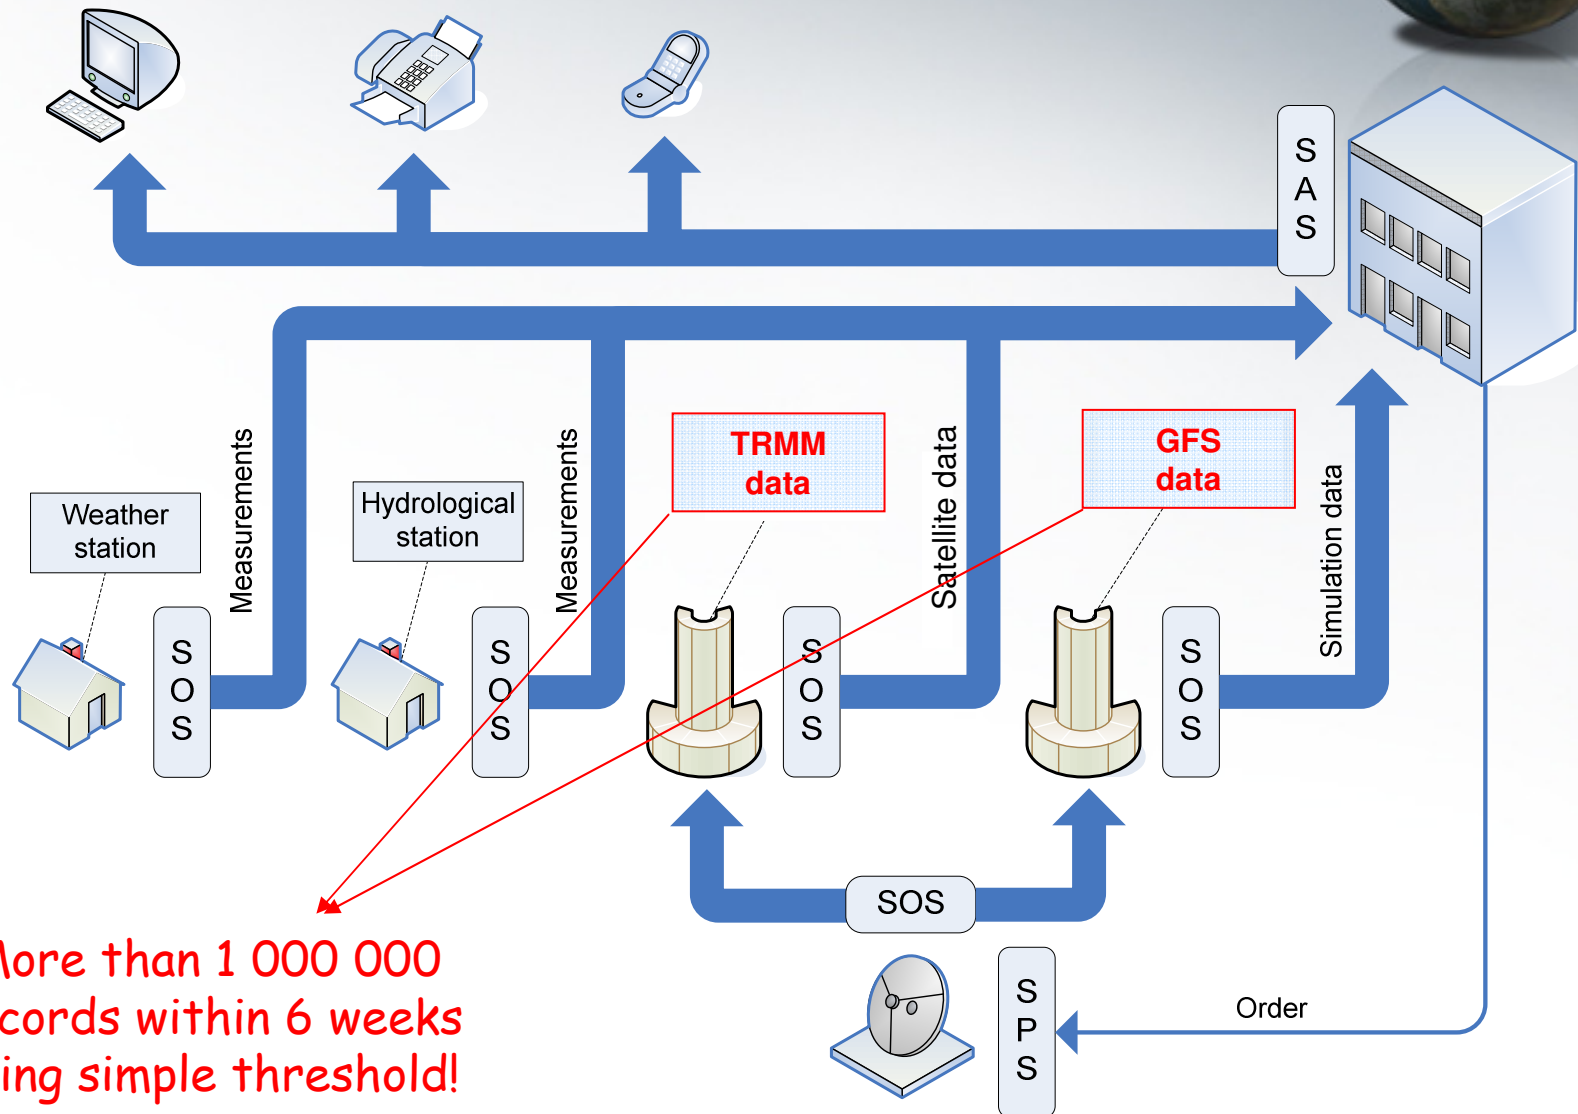 S
A
S
Measurements
Measurements
TRMM
data
Satellite data
GFS
data
Simulation data
Weather
station
Hydrological
station
S
O
S
S
O
S
S
O
S
S
O
S
SOS
More than 1 000 000
cords within 6 weeks
ing simple threshold!
S
P
S
Order